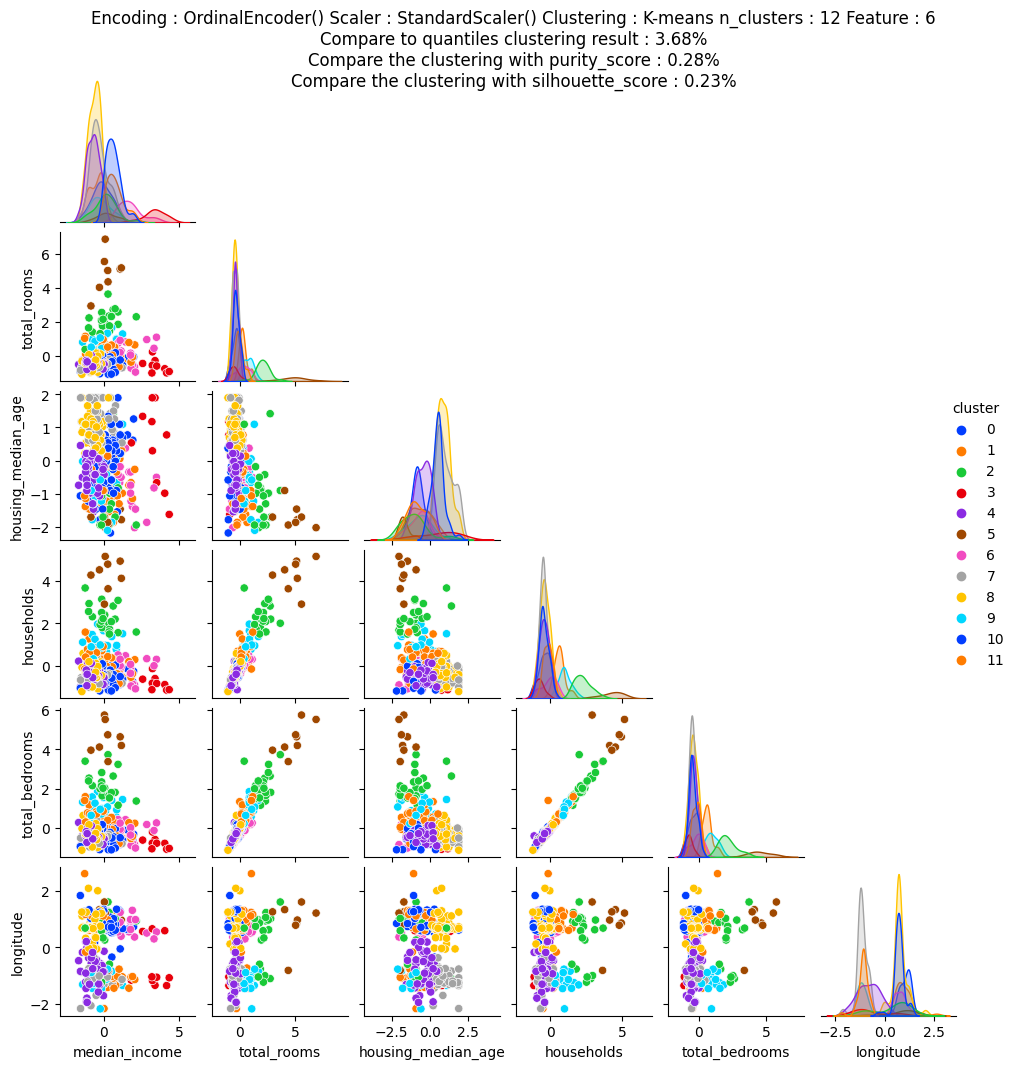 Encoding : OrdinalEncoder() Scaler : StandardScaler() Clustering : K-means n_clusters : 12 Feature : 6
Compare to quantiles clustering result : 3.68%
Compare the clustering with purity_score : 0.28%
Compare the clustering with silhouette_score : 0.23%
total_rooms
6
4
2
0
housing_median_age
2
1
0
−1
−2
households
4
2
0
total_bedrooms
6
4
2
0
longitude
2
0
−2
0 5
median_income
0 5
total_rooms
−2.5 0.0 2.5
housing_median_age
0 5
households
0 5
total_bedrooms
−2.5 0.0 2.5
longitude
cluster
0
1
2
3
4
5
6
7
8
9
10
11